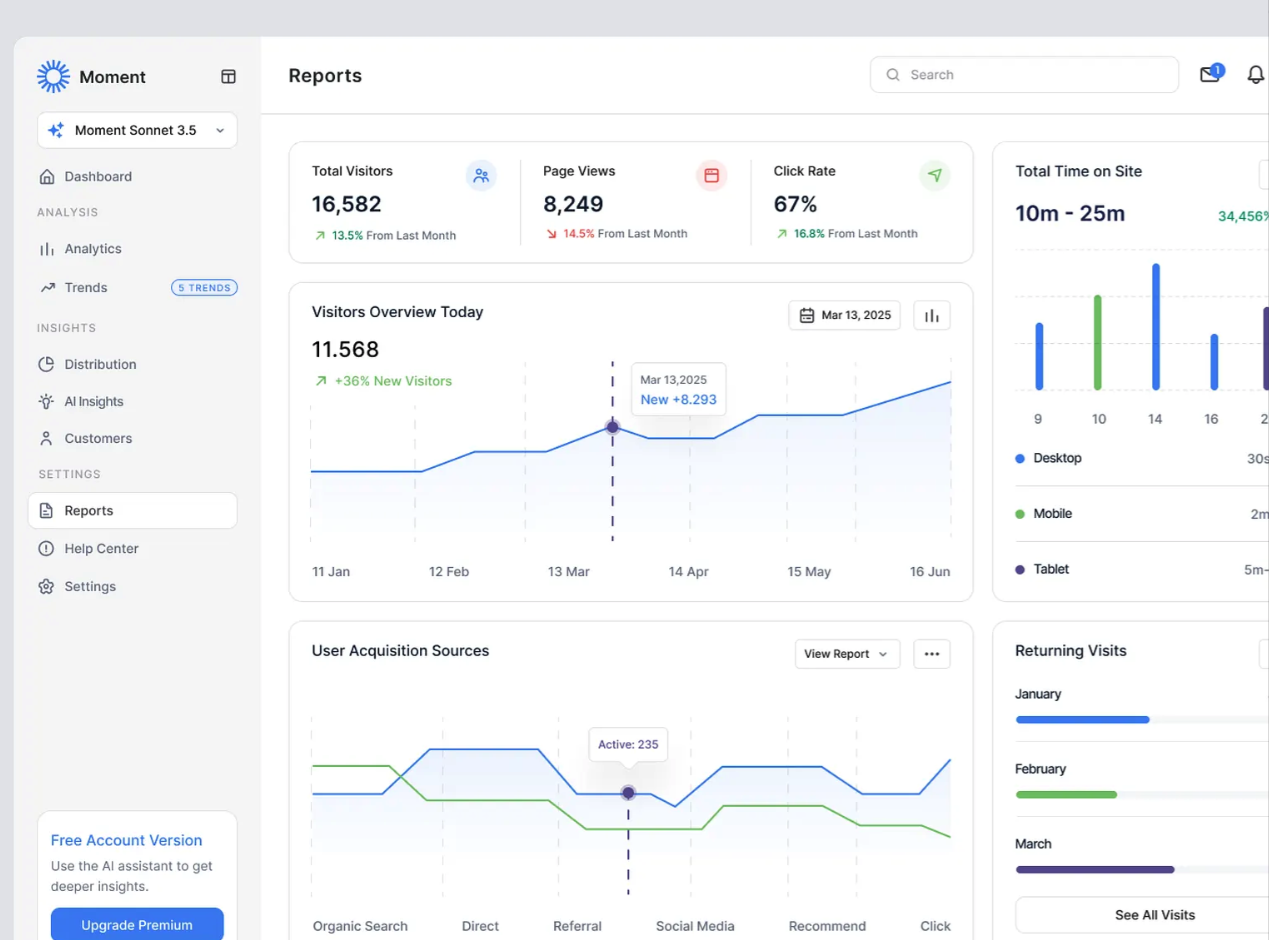 Moment
Moment Sonnet 3.5
Dashboard
ANALYSIS
Analytics
Trends
5 TRENDS
INSIGHTS
Distribution
AI Insights
Customers
SETTINGS
Reports
Help Center
Settings
Free Account Version
Use the AI assistant to get
deeper insights.
Upgrade Premium
Reports
Search
1
Total Visitors
16,582
13.5% From Last Month
Page Views
8,249
14.5% From Last Month
Click Rate
67%
16.8% From Last Month
Visitors Overview Today
Mar 13, 2025
11.568
+36% New Visitors
Mar 13,2025
New +8.293
11 Jan 12 Feb 13 Mar 14 Apr 15 May 16 Jun
User Acquisition Sources
View Report
Active: 235
Organic Search Direct Referral Social Media Recommend Click
Total Time on Site
10m - 25m
34,456%
9 10 14 16
Desktop 30s
Mobile 2m
Tablet 5m-
Returning Visits
January
February
March
See All Visits